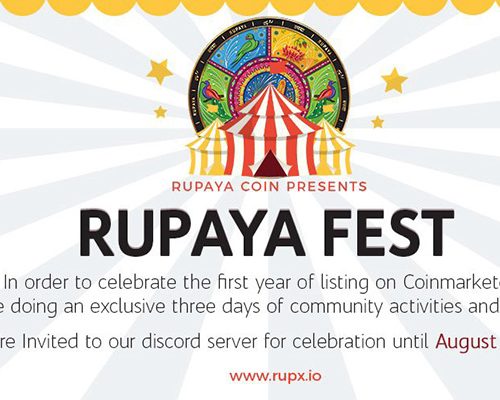 RUPAYA COIN PRESENTS
RUPAYA FEST
In order to celebrate the first year of listing on Coinmarket
doing an exclusive three days of community activities and
Invited to our discord server for celebration until August
www.rupx.io